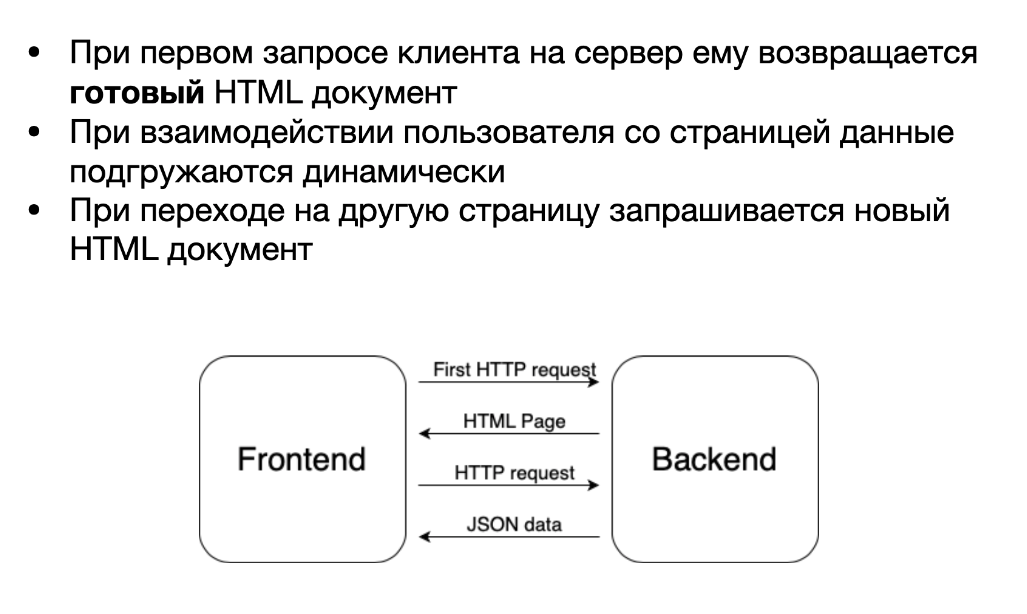 • При первом запросе клиента на сервер ему возвращается
готовый HTML документ
• При взаимодействии пользователя со страницей данные
подгружаются динамически
• При переходе на другую страницу запрашивается новый
HTML документ
First HTTP request
HTML Page
Frontend
Backend
HTTP request
JSON data